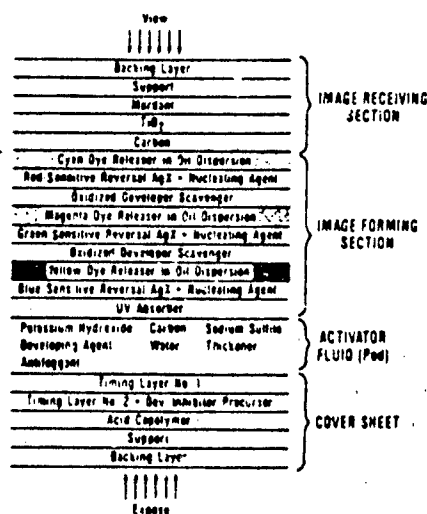 View
Backing Layer
Support
Mordant
TiO2
Carbon
IMAGE RECEIVING
SECTION
Cyan Dye Releaser in Oil Dispersion
Red-Sensitive Reversal AgX + Nucleating Agent
Oxidized Developer Scavenger
Magenta Dye Releaser in Oil Dispersion
Green Sensitive Reversal AgX + Nucleating Agent
Oxidized Developer Scavenger
Yellow Dye Releaser in Oil Dispersion
Blue Sensitive Reversal AgX + Nucleating Agent
UV Absorber
IMAGE FORMING
SECTION
Potassium Hydroxide Carbon Sodium Sulfite
Developing Agent Water Thickener
Antifoggant
ACTIVATOR
FLUID (Pod)
Timing Layer No. 1
Timing Layer No. 2 + Dev. Inhibitor Precursor
Acid Copolymer
Support
Backing Layer
COVER SHEET
Expose